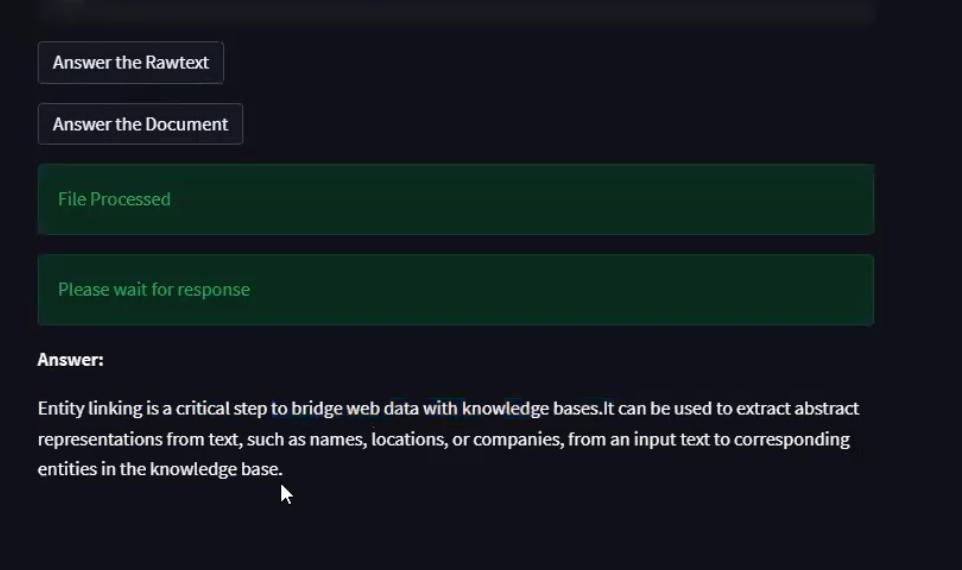 Answer the Rawtext
Answer the Document
File Processed
Please wait for response
Answer:
Entity linking is a critical step to bridge web data with knowledge bases.It can be used to extract abstract
representations from text, such as names, locations, or companies, from an input text to corresponding
entities in the knowledge base.